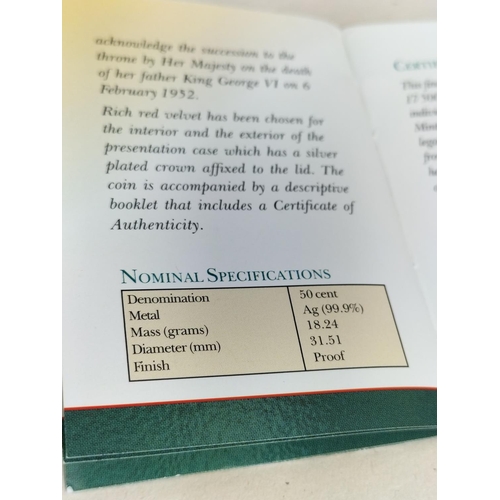 acknowledge the succession to the
throne by Her Majesty on the death
of her father King George VI on 6
February 1952.
Rich red velvet has been chosen for
the interior and the exterior of the
presentation case which has a silver
plated crown affixed to the lid. The
coin is accompanied by a descriptive
booklet that includes a Certificate of
Authenticity.
NOMINAL SPECIFICATIONS
Denomination 50 cent
Metal Ag (99.9%)
Mass (grams) 18.24
Diameter (mm) 31.51
Finish Proof
This